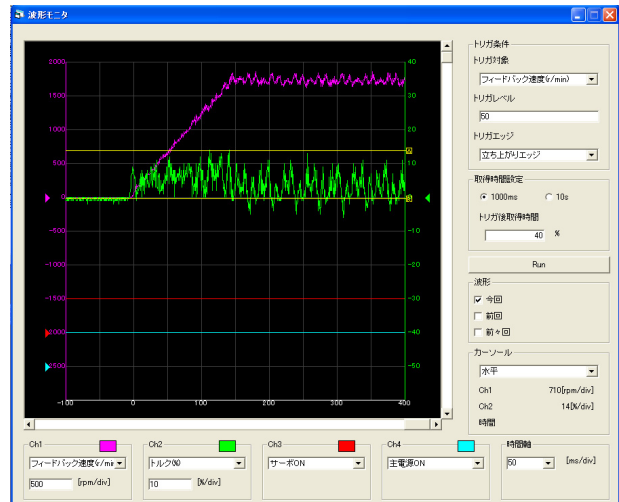 波形モニタ
2000
1500
500
0
-500
-1000
-1500
-2000
-2500
40
30
20
10
0
-10
-20
-30
-40
-50
-100
0
100
200
300
400
トリガ条件
トリガ対象
フィードバック速度(r/min)
トリガレベル
50
トリガエッジ
立ち上がりエッジ
取得時間設定
1000ms
10s
トリガ後取得時間
40 %
Run
波形
今回
前回
前々回
カーソール
水平
Ch1 710[rpm/div]
Ch2 14[%/div]
時間
Ch1
フィードバック速度(r/min
500 [rpm/div]
Ch2
トルク(%)
10 [%/div]
Ch3
サーボON
Ch4
主電源ON
時間軸
50 [ms/div]